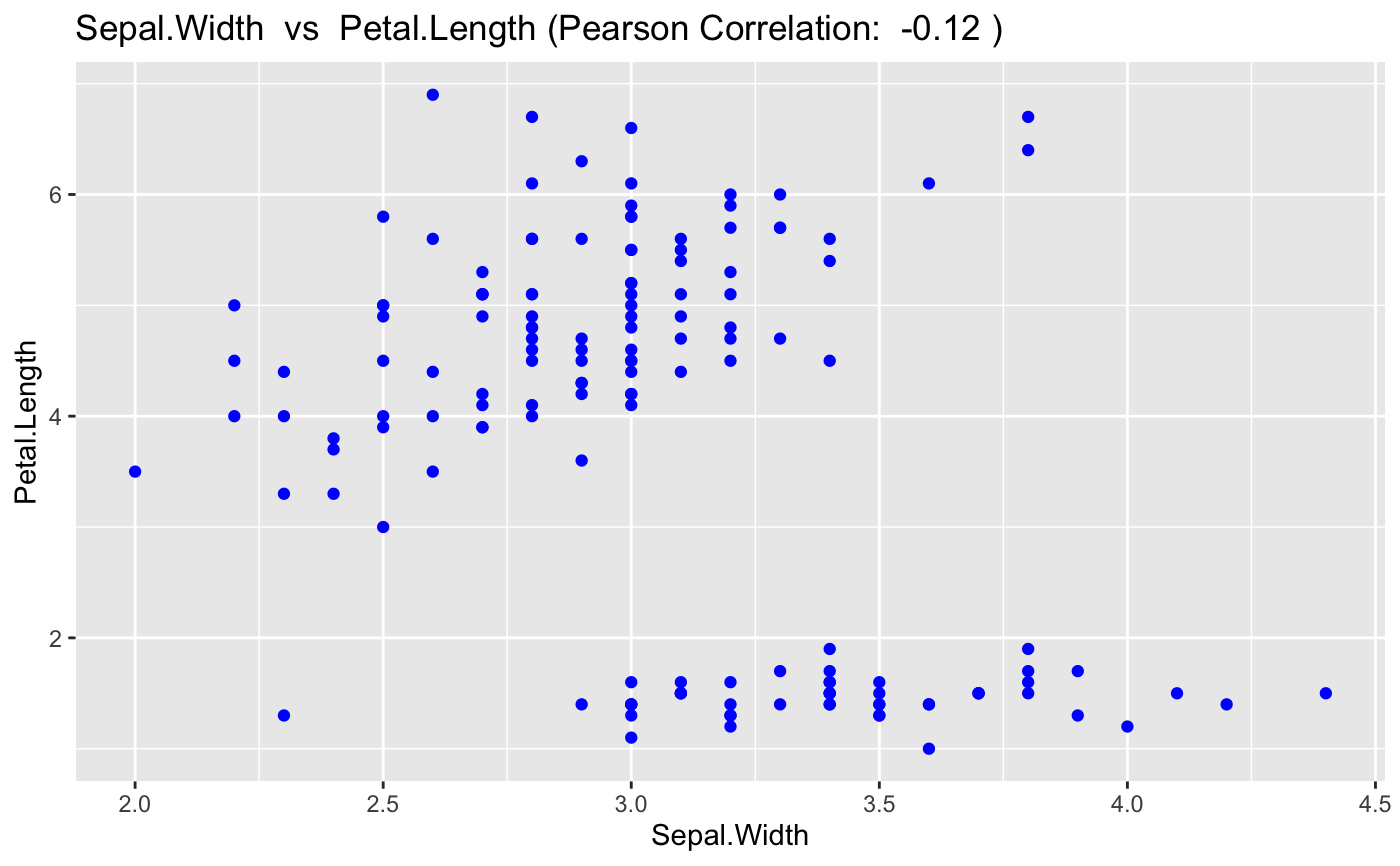 Sepal.Width  vs  Petal.Length (Pearson Correlation:  -0.12 )
6
4
2
Petal.Length
2.0 2.5 3.0 3.5 4.0 4.5
Sepal.Width